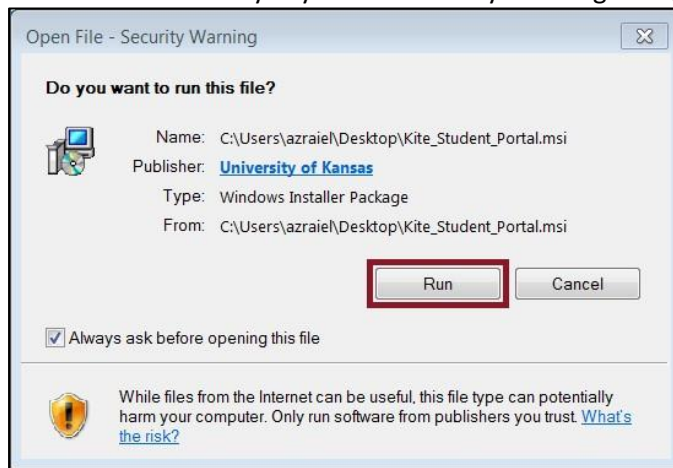 Open File - Security Warning
Do you want to run this file?
Name: C:\Users\azraiel\Desktop\Kite_Student_Portal.msi
Publisher: University of Kansas
Type: Windows Installer Package
From: C:\Users\azraiel\Desktop\Kite_Student_Portal.msi
Run Cancel
Always ask before opening this file
While files from the Internet can be useful, this file type can potentially
harm your computer. Only run software from publishers you trust. What's
the risk?